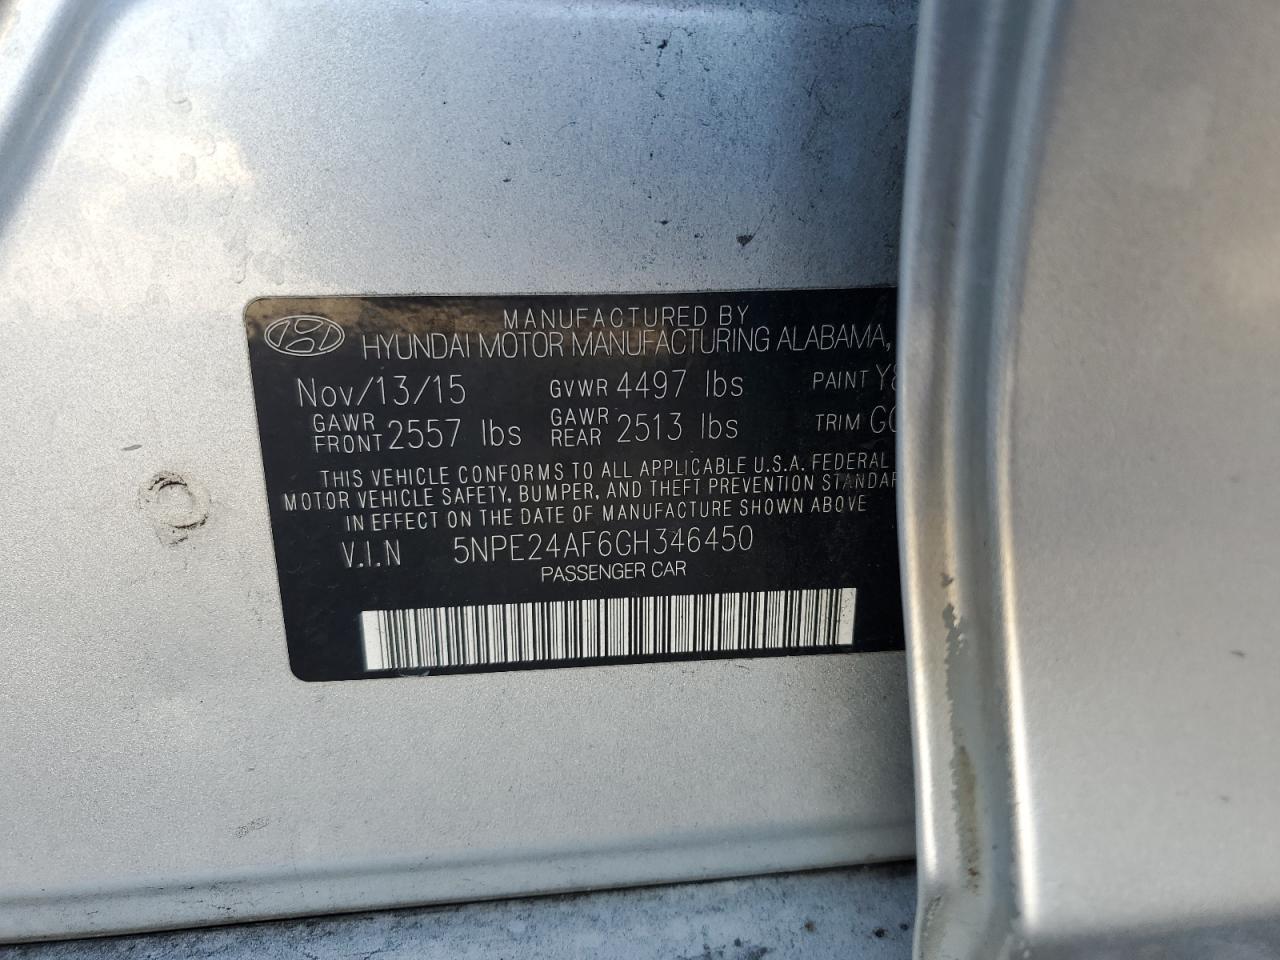 MANUFACTURED BY
HYUNDAI MOTOR MANUFACTURING ALABAMA,
Nov/13/15 GVWR 4497 lbs PAINT
GAWR FRONT 2557 lbs GAWR REAR 2513 lbs TRIM
THIS VEHICLE CONFORMS TO ALL APPLICABLE U.S.A. FEDERAL
MOTOR VEHICLE SAFETY, BUMPER, AND THEFT PREVENTION
IN EFFECT ON THE DATE OF MANUFACTURE SHOWN ABOVE
V.I.N 5NPE24AF6GH346450
PASSENGER CAR